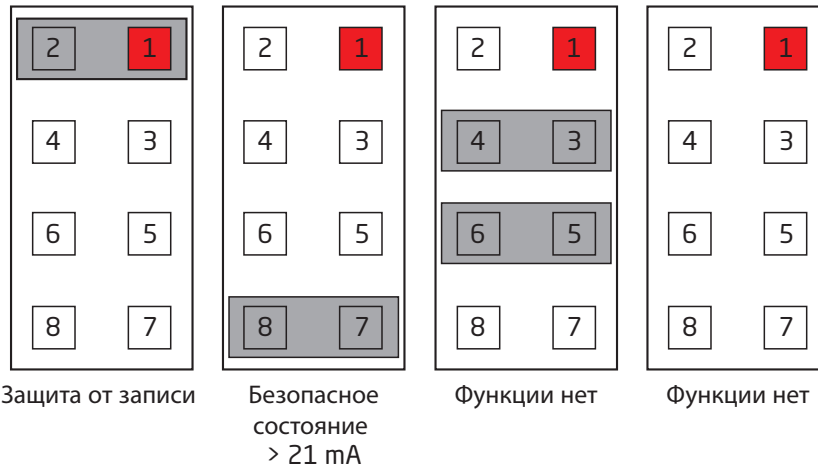 2 1 2 1 2 1 2 1
4 3 4 3 4 3 4 3
6 5 6 5 6 5 6 5
8 7 8 7 8 7 8 7
Защита от записи
Безопасное
состояние
> 21 mA
Функции нет
Функции нет